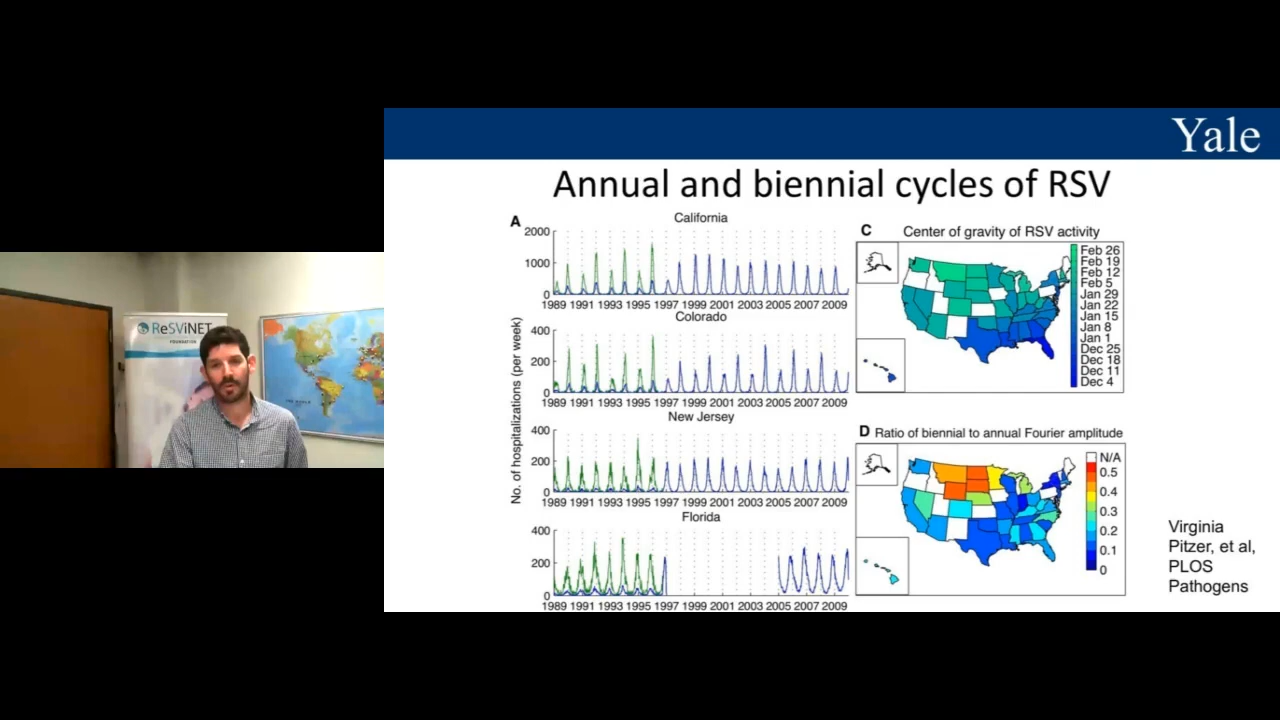 Yale
Annual and biennial cycles of RSV
ReSViNET
FOUNDATION
A
California
2000
1000
0
1989 1991 1993 1995 1997 1999 2001 2003 2005 2007 2009
Colorado
400
200
0
1989 1991 1993 1995 1997 1999 2001 2003 2005 2007 2009
New Jersey
400
200
0
1989 1991 1993 1995 1997 1999 2001 2003 2005 2007 2009
Florida
400
200
0
1989 1991 1993 1995 1997 1999 2001 2003 2005 2007 2009
No. of hospitalizations (per week)
C Center of gravity of RSV activity
Feb 26
Feb 19
Feb 12
Feb 5
Jan 29
Jan 22
Jan 15
Jan 8
Jan 1
Dec 25
Dec 18
Dec 11
Dec 4
D Ratio of biennial to annual Fourier amplitude
N/A
0.5
0.4
0.3
0.2
0.1
0
Virginia
Pitzer, et al,
PLOS
Pathogens